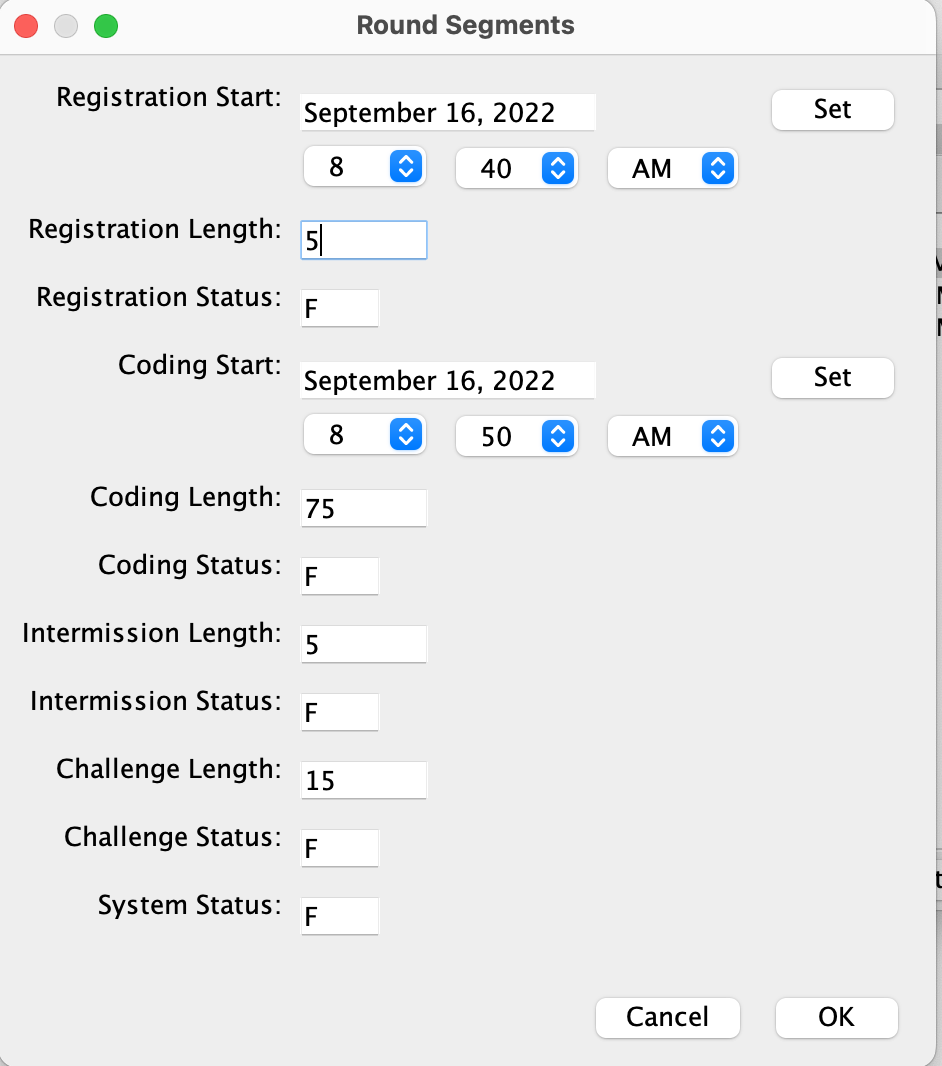 Round Segments
Registration Start:
September 16, 2022
Set
8 40 AM
Registration Length: 5
Registration Status: F
Coding Start:
September 16, 2022
Set
8 50 AM
Coding Length: 75
Coding Status: F
Intermission Length: 5
Intermission Status: F
Challenge Length: 15
Challenge Status: F
System Status: F
Cancel OK